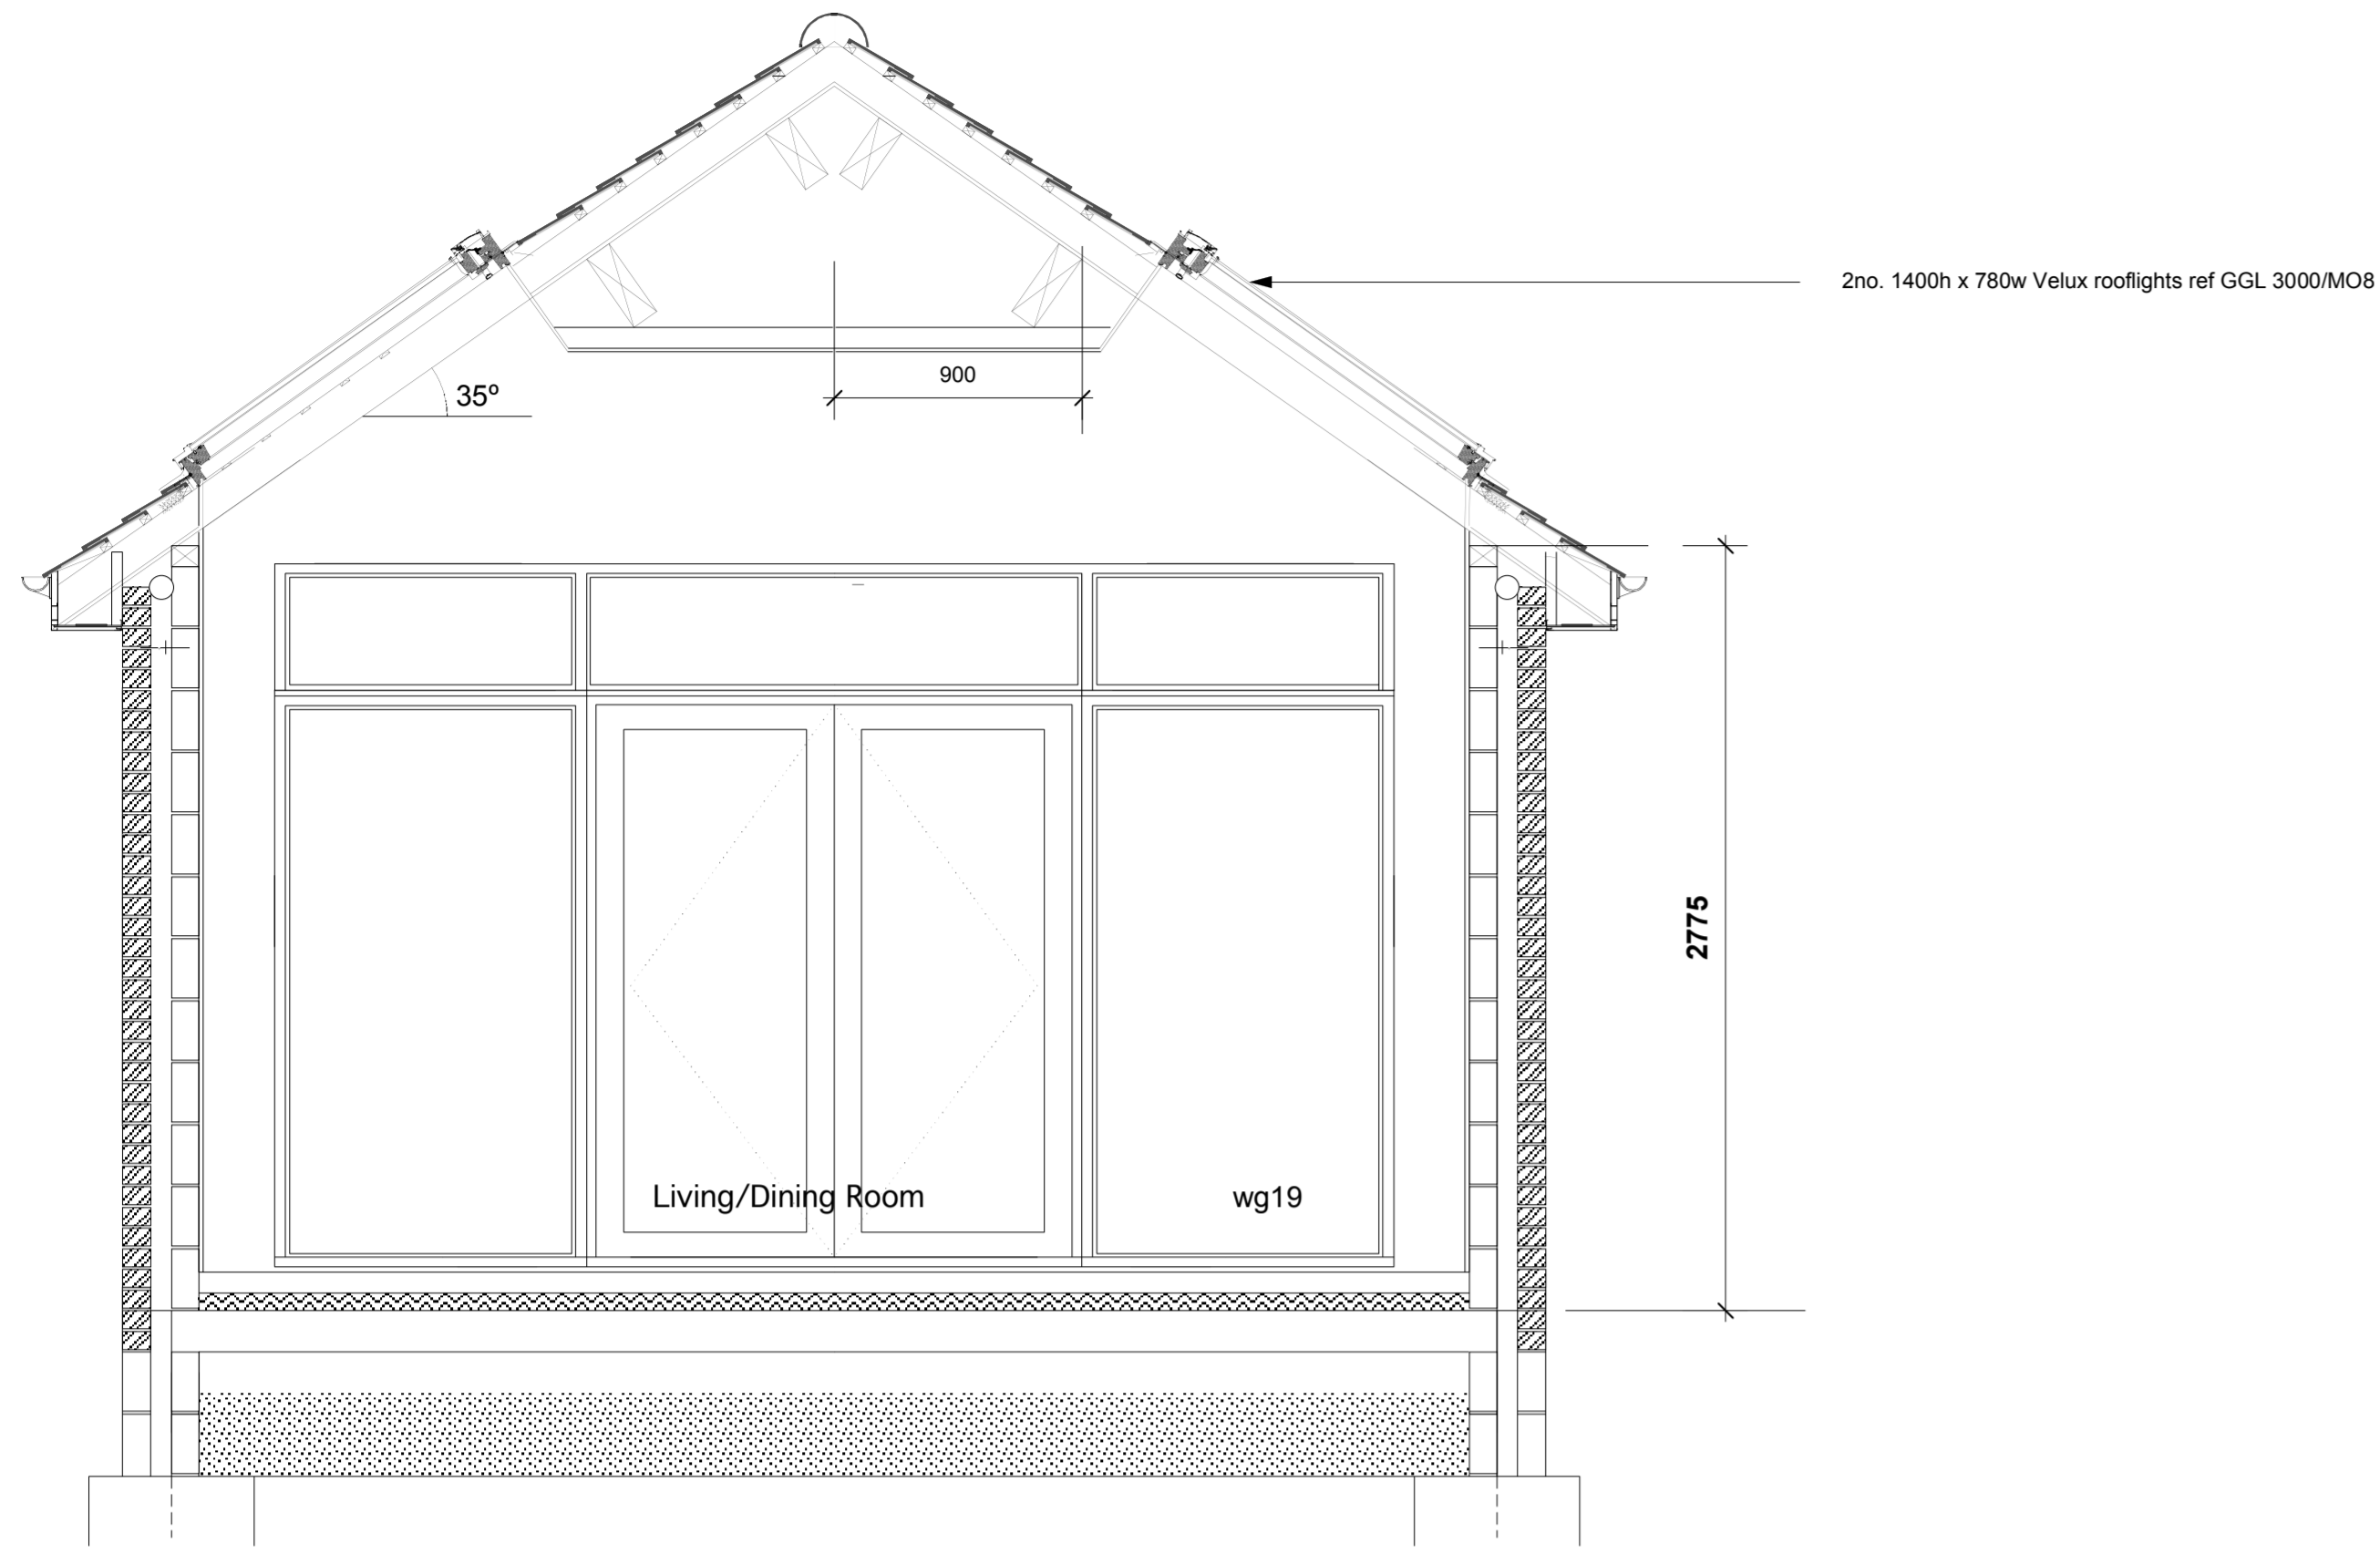 2no. 1400h x 780w Velux rooflights ref GGL 3000/MO8
900
35º
2775
Living/Dining Room
wg19